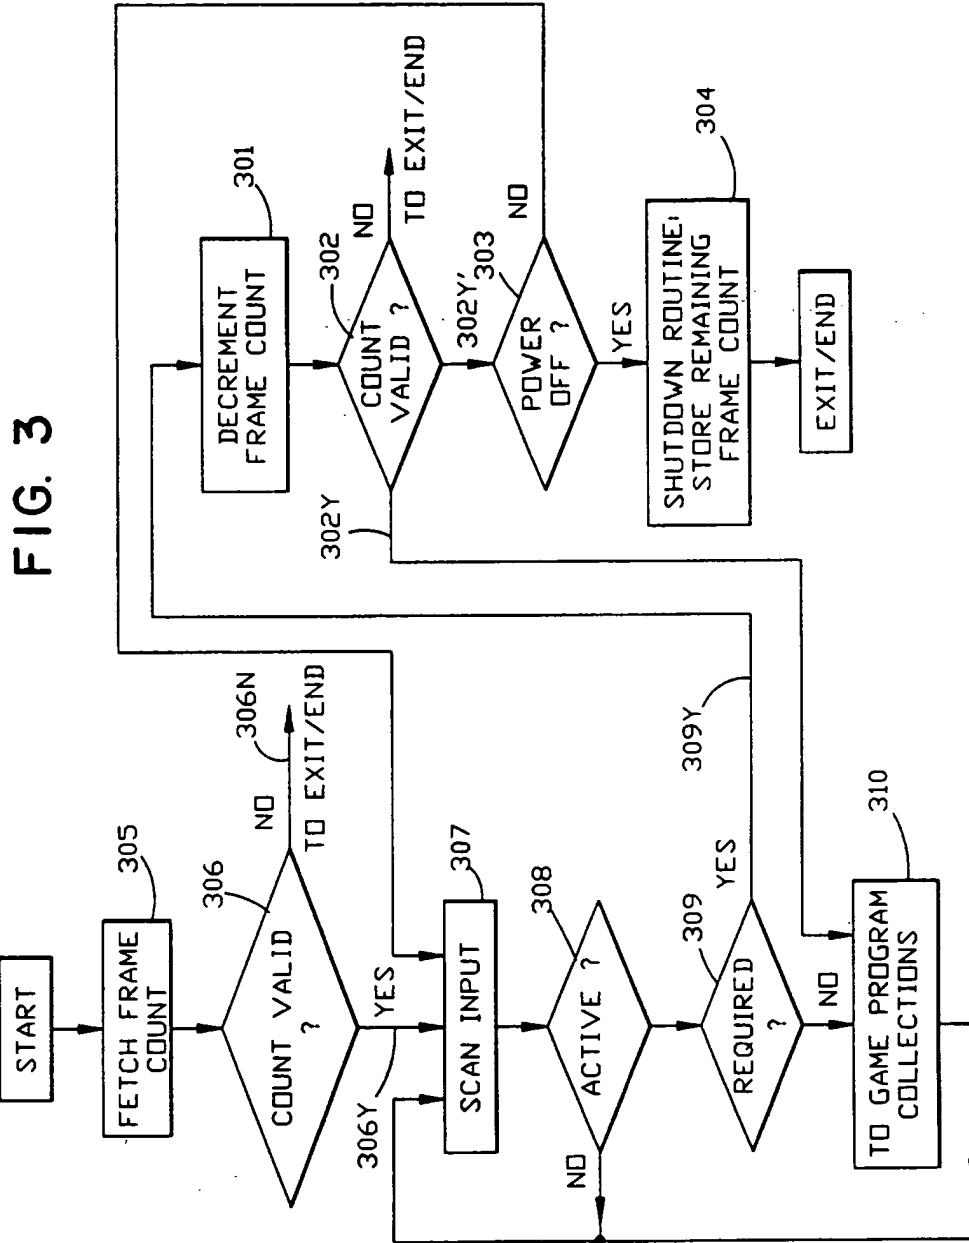 FIG. 3
START
FETCH FRAME
COUNT
305
COUNT VALID
?
306
NO
306N
TO EXIT/END
YES
306Y
SCAN INPUT
307
ACTIVE ?
308
NO
REQUIRED
?
309
YES
309Y
NO
TO GAME PROGRAM
COLLECTIONS
310
DECREMENT
FRAME COUNT
301
COUNT
VALID ?
302
NO
TO EXIT/END
302Y
302Y'
POWER
OFF ?
303
NO
YES
SHUTDOWN ROUTINE:
STORE REMAINING
FRAME COUNT
304
EXIT/END